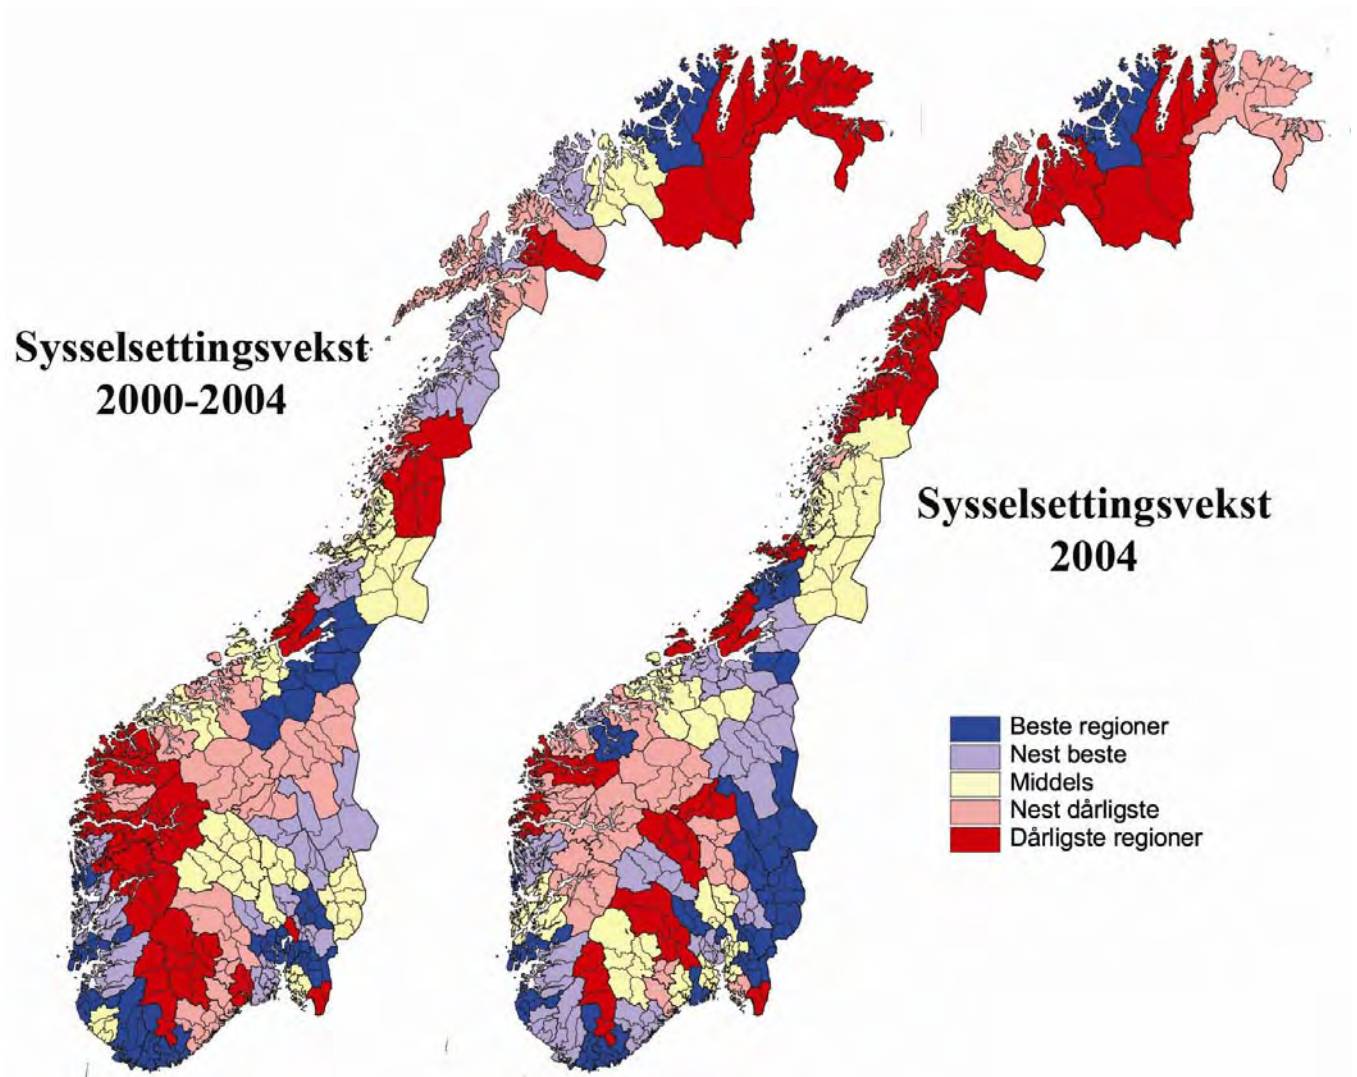 Sysselsettingsvekst
2000-2004
Sysselsettingsvekst
2004
Beste regioner
Nest beste
Middels
Nest dårligste
Dårligste regioner